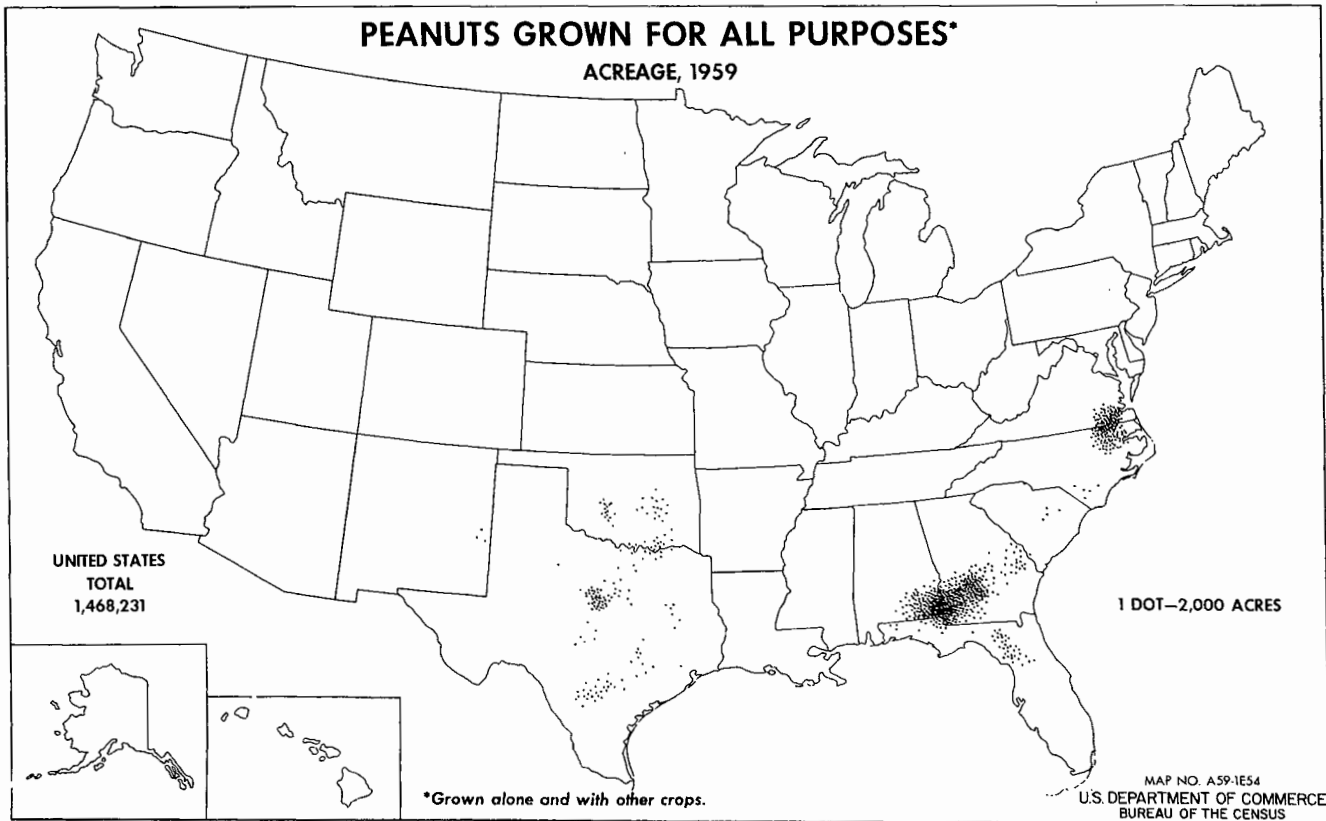 PEANUTS GROWN FOR ALL PURPOSES*
ACREAGE, 1959
UNITED STATES
TOTAL
1,468,231
1 DOT—2,000 ACRES
*Grown alone and with other crops.
MAP NO. A59-1E54
U.S. DEPARTMENT OF COMMERCE
BUREAU OF THE CENSUS